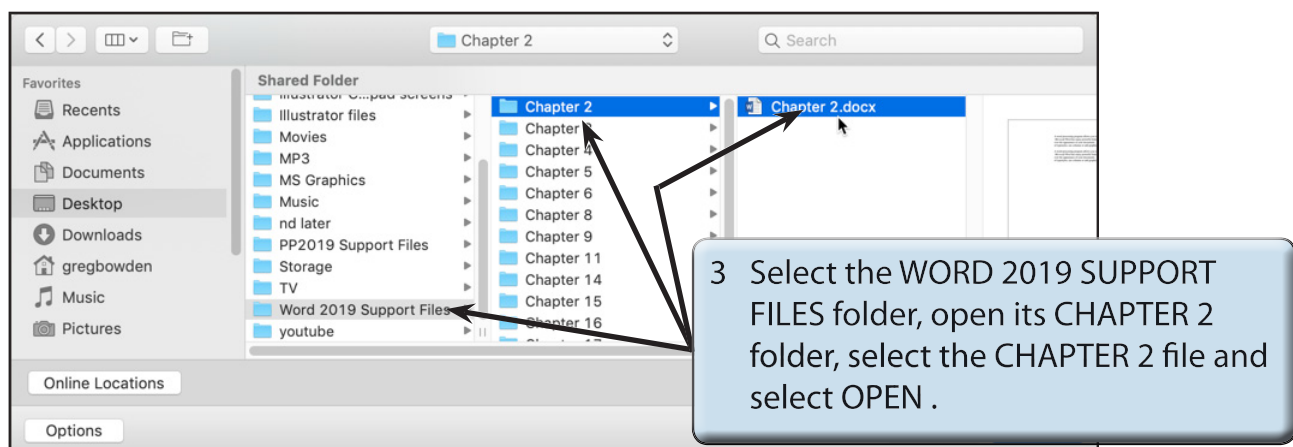 Chapter 2
Search
Favorites
Recents
Applications
Documents
Desktop
Downloads
gregbowden
Music
Pictures
Shared Folder
Illustrator files
Movies
MP3
MS Graphics
Music
nd later
PP2019 Support Files
Storage
TV
Word 2019 Support Files
youtube
Chapter 2
Chapter 3
Chapter 4
Chapter 5
Chapter 6
Chapter 8
Chapter 9
Chapter 11
Chapter 14
Chapter 15
Chapter 16
Chapter 2.docx
3 Select the WORD 2019 SUPPORT
FILES folder, open its CHAPTER 2
folder, select the CHAPTER 2 file and
select OPEN .
Online Locations
Options